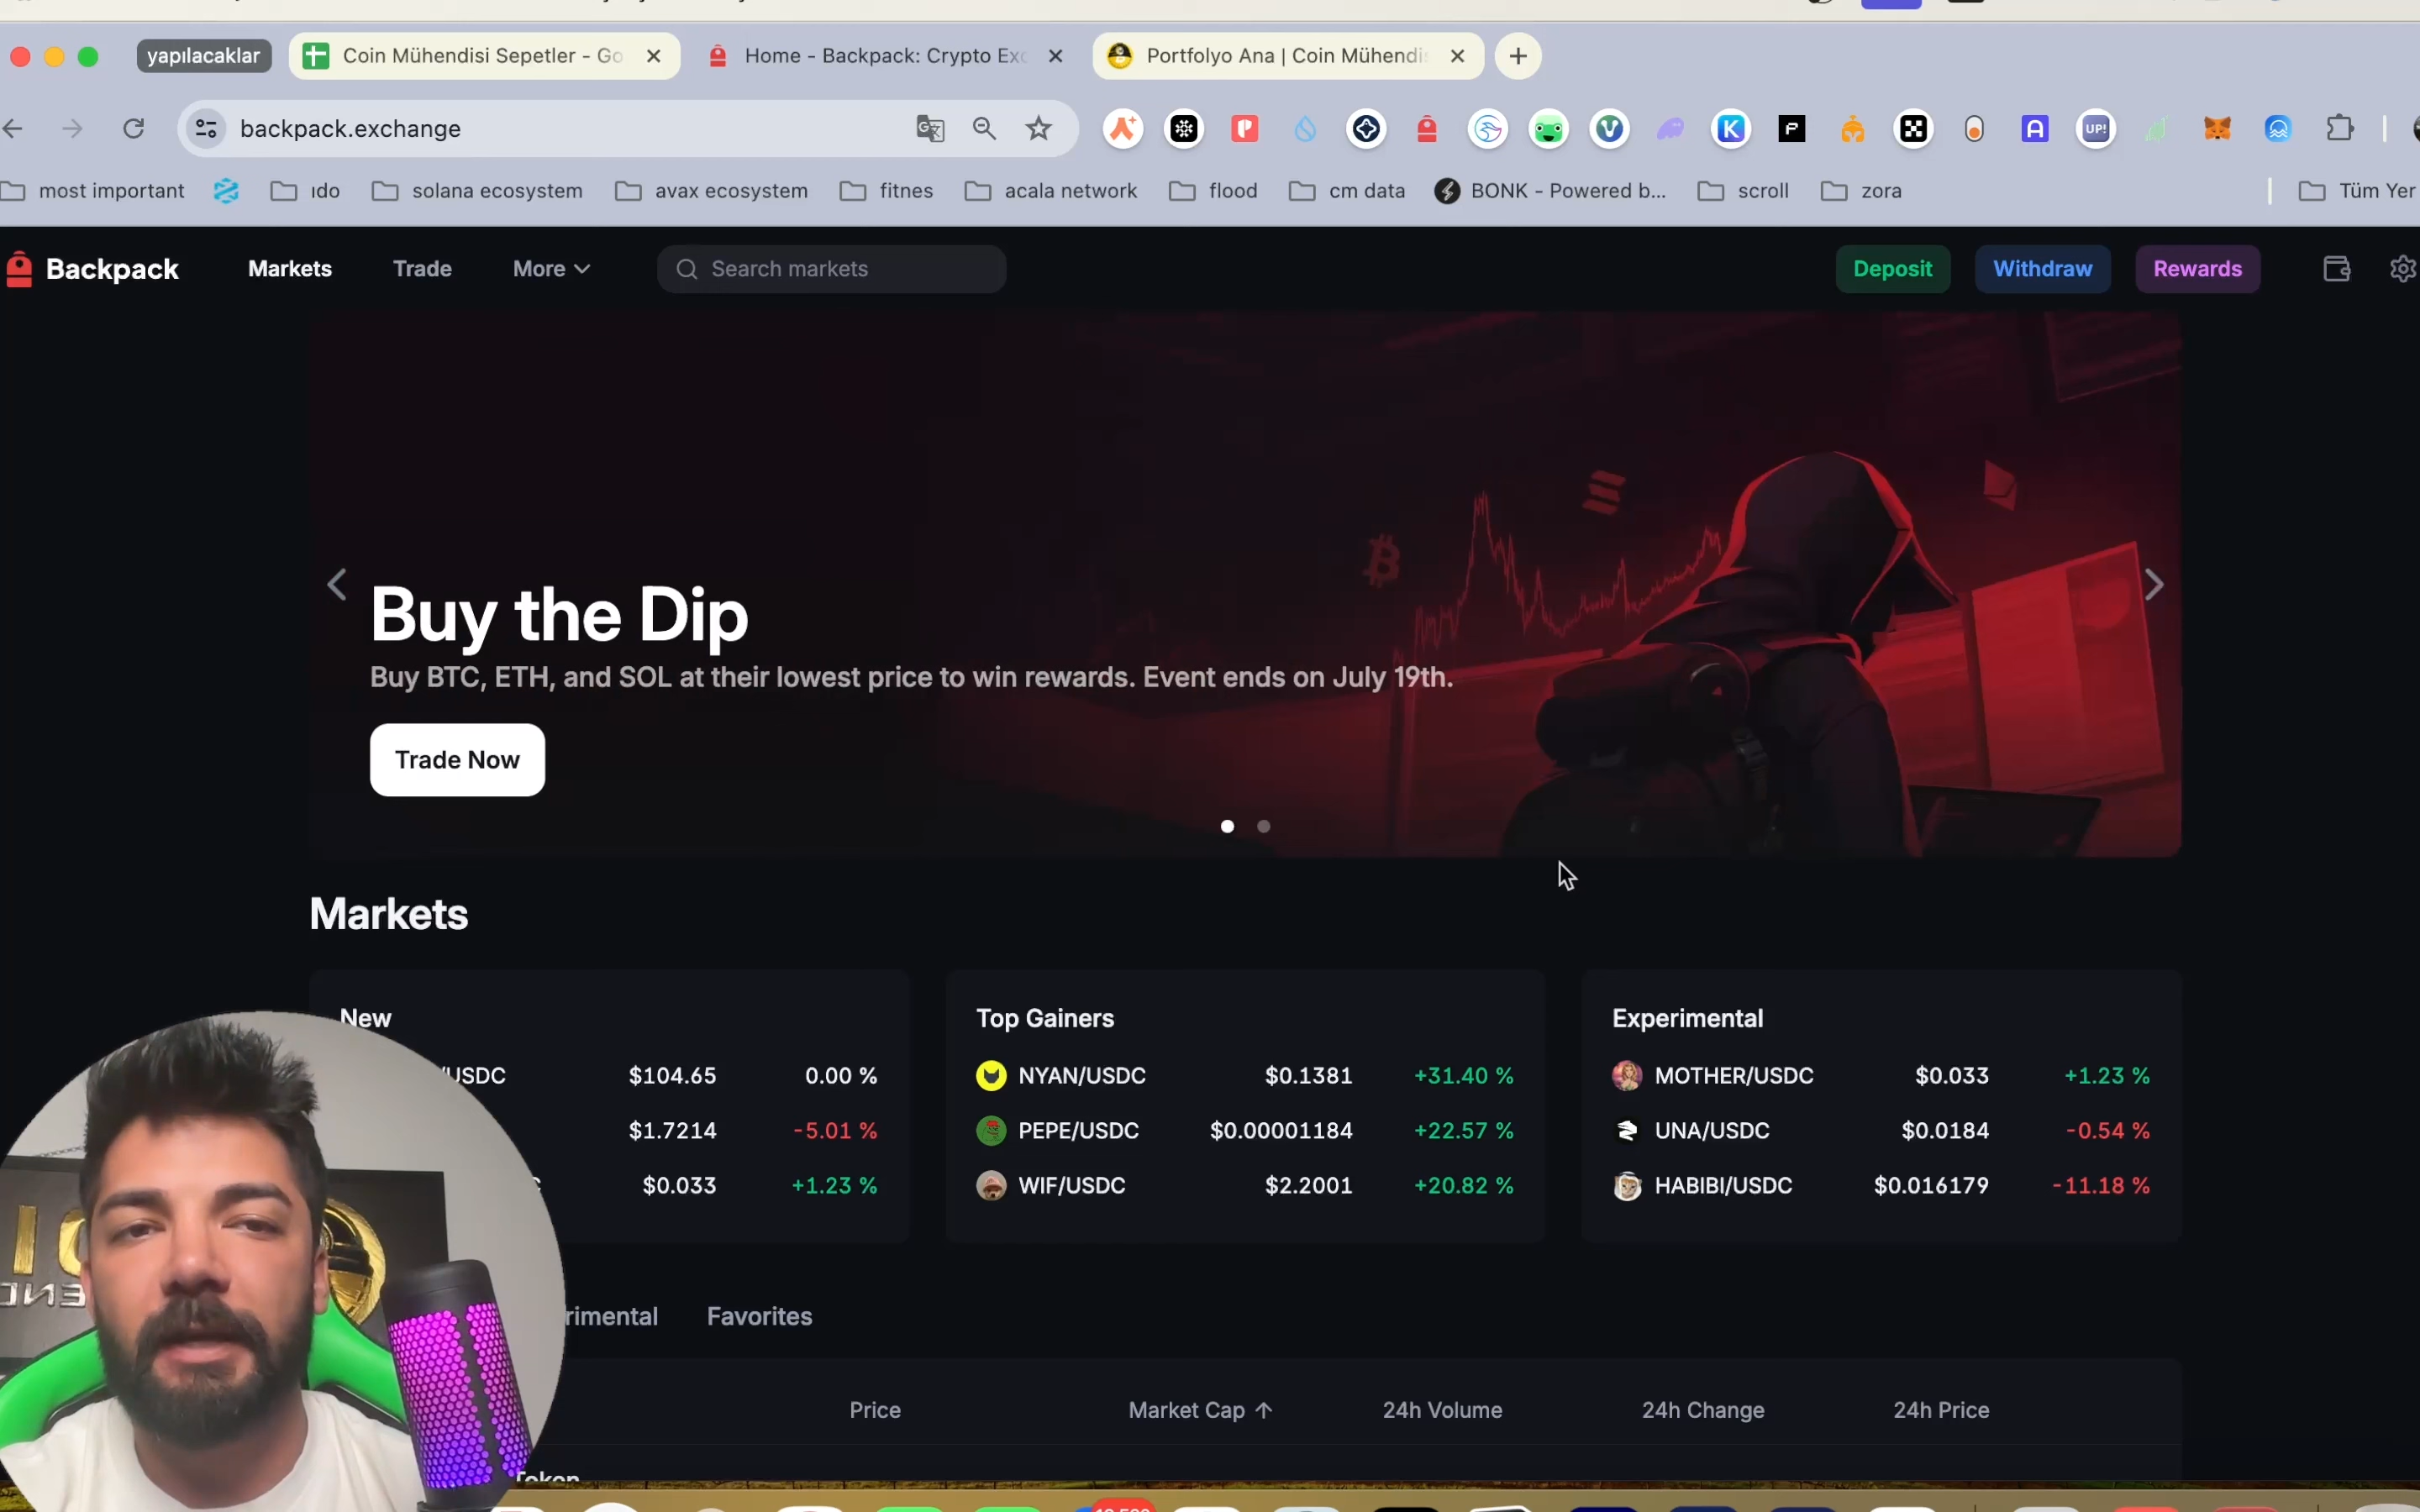 yapılacaklar
Coin Mühendisi Sepetler - Go
Home - Backpack: Crypto Exc
Portfolyo Ana | Coin Mühendis
backpack.exchange
UP!
most important
ıdo
solana ecosystem
avax ecosystem
fitnes
acala network
flood
cm data
BONK - Powered b...
scroll
zora
Tüm Yer
Backpack
Markets
Trade
More
Search markets
Deposit
Withdraw
Rewards
Buy the Dip
Buy BTC, ETH, and SOL at their lowest price to win rewards. Event ends on July 19th.
Trade Now
Markets
New
/USDC $104.65 0.00 %
$1.7214 -5.01 %
$0.033 +1.23 %
Top Gainers
NYAN/USDC $0.1381 +31.40 %
PEPE/USDC $0.00001184 +22.57 %
WIF/USDC $2.2001 +20.82 %
Experimental
MOTHER/USDC $0.033 +1.23 %
UNA/USDC $0.0184 -0.54 %
HABIBI/USDC $0.016179 -11.18 %
rimental
Favorites
Price
Market Cap ↑
24h Volume
24h Change
24h Price
Token